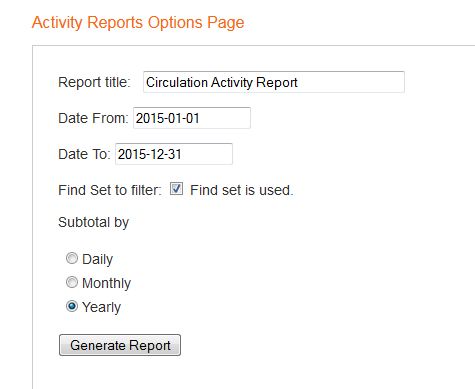 Activity Reports Options Page
Report title: Circulation Activity Report
Date From: 2015-01-01
Date To: 2015-12-31
Find Set to filter: Find set is used.
Subtotal by
Daily
Monthly
Yearly
Generate Report